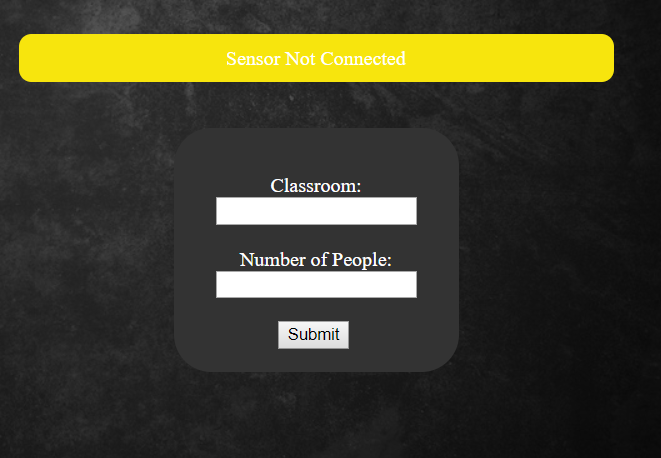 Sensor Not Connected
Classroom:
Number of People:
Submit